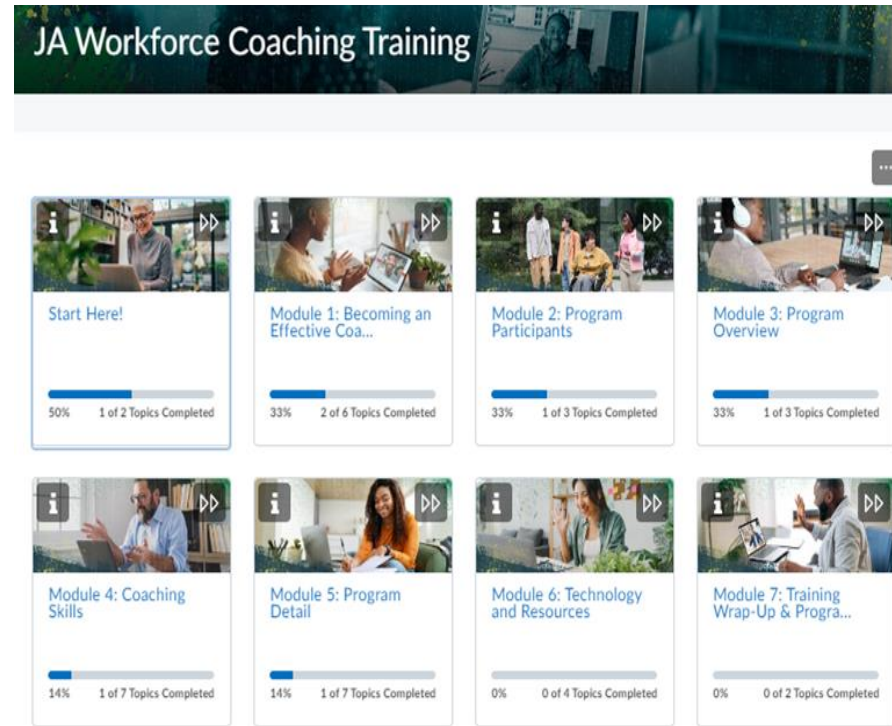 JA Workforce Coaching Training
Start Here!
50% 1 of 2 Topics Completed
Module 1: Becoming an
Effective Coa...
33% 2 of 6 Topics Completed
Module 2: Program
Participants
33% 1 of 3 Topics Completed
Module 3: Program
Overview
33% 1 of 3 Topics Completed
Module 4: Coaching
Skills
14% 1 of 7 Topics Completed
Module 5: Program
Detail
14% 1 of 7 Topics Completed
Module 6: Technology
and Resources
0% 0 of 4 Topics Completed
Module 7: Training
Wrap-Up & Progra...
0% 0 of 2 Topics Completed